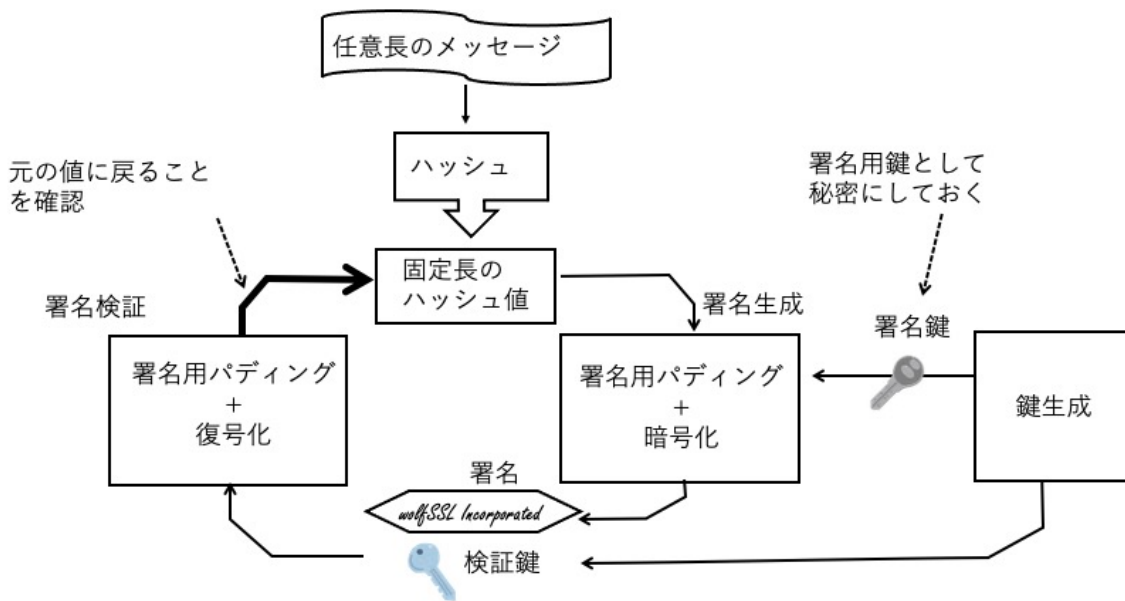 任意長のメッセージ
ハッシュ
元の値に戻ること
を確認
署名用鍵として
秘密にしておく
固定長の
ハッシュ値
署名検証
署名生成
署名鍵
署名用パディング
+
復号化
署名用パディング
+
暗号化
鍵生成
署名
wolfSSL Incorporated
検証鍵